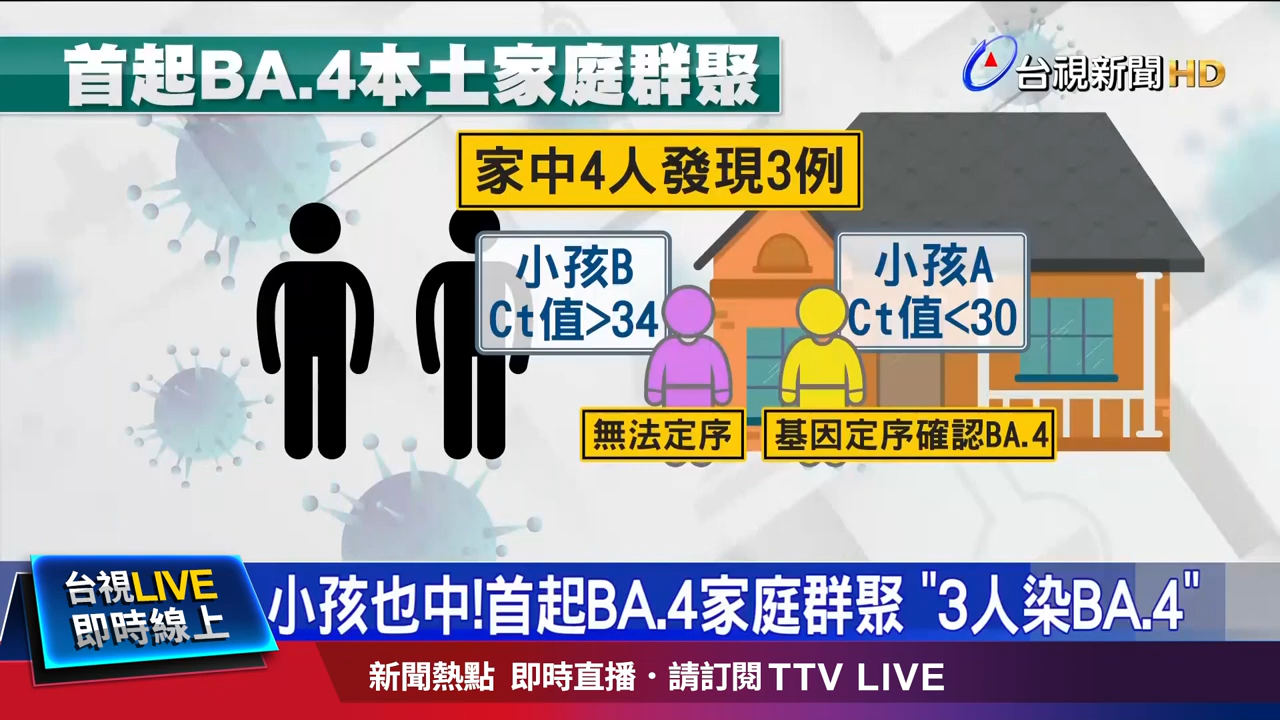 首起BA.4本土家庭群聚
台視新聞HD
家中4人發現3例
小孩B
Ct值>34
小孩A
Ct值<30
無法定序
基因定序確認BA.4
台視LIVE
即時線上
小孩也中!首起BA.4家庭群聚 "3人染BA.4"
新聞熱點 即時直播・請訂閱TTV LIVE